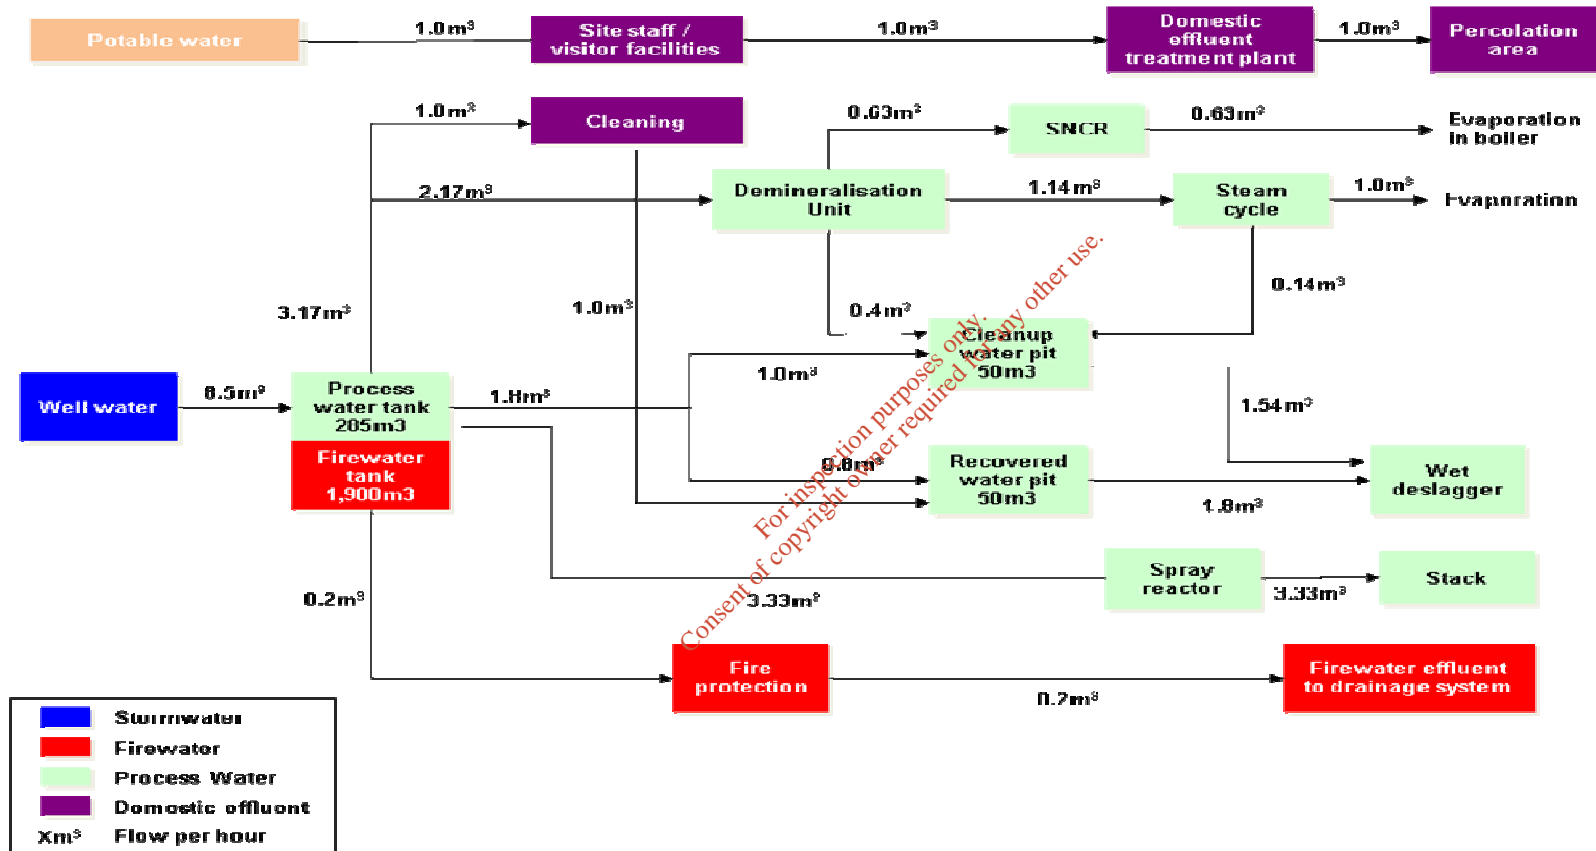 Potable water
1.0m³
Site staff /
visitor facilities
1.0m³
Domestic
effluent
treatment plant
1.0m³
Percolation
area
1.0m³
Cleaning
0.63m³
SNCR
0.63m³
Evaporation
in boiler
2.17m³
Demineralisation
Unit
1.14m³
Steam
cycle
1.0m³
Evaporation
3.17m³
1.0m³
0.4m³
0.14m³
Cleanup
water pit
50m3
1.0m³
Well water
Process
water tank
205m3
1.8m³
1.54m³
Firewater
tank
1,900m3
0.8m³
Recovered
water pit
50m3
1.8m³
Wet
deslagger
0.2m³
3.33m³
Spray
reactor
3.33m³
Stack
Fire
protection
0.2m³
Firewater effluent
to drainage system
Stormwater
Firewater
Process Water
Domestic effluent
Xm³ Flow per hour
For inspection purposes only.
Consent of copyright owner required for any other use.